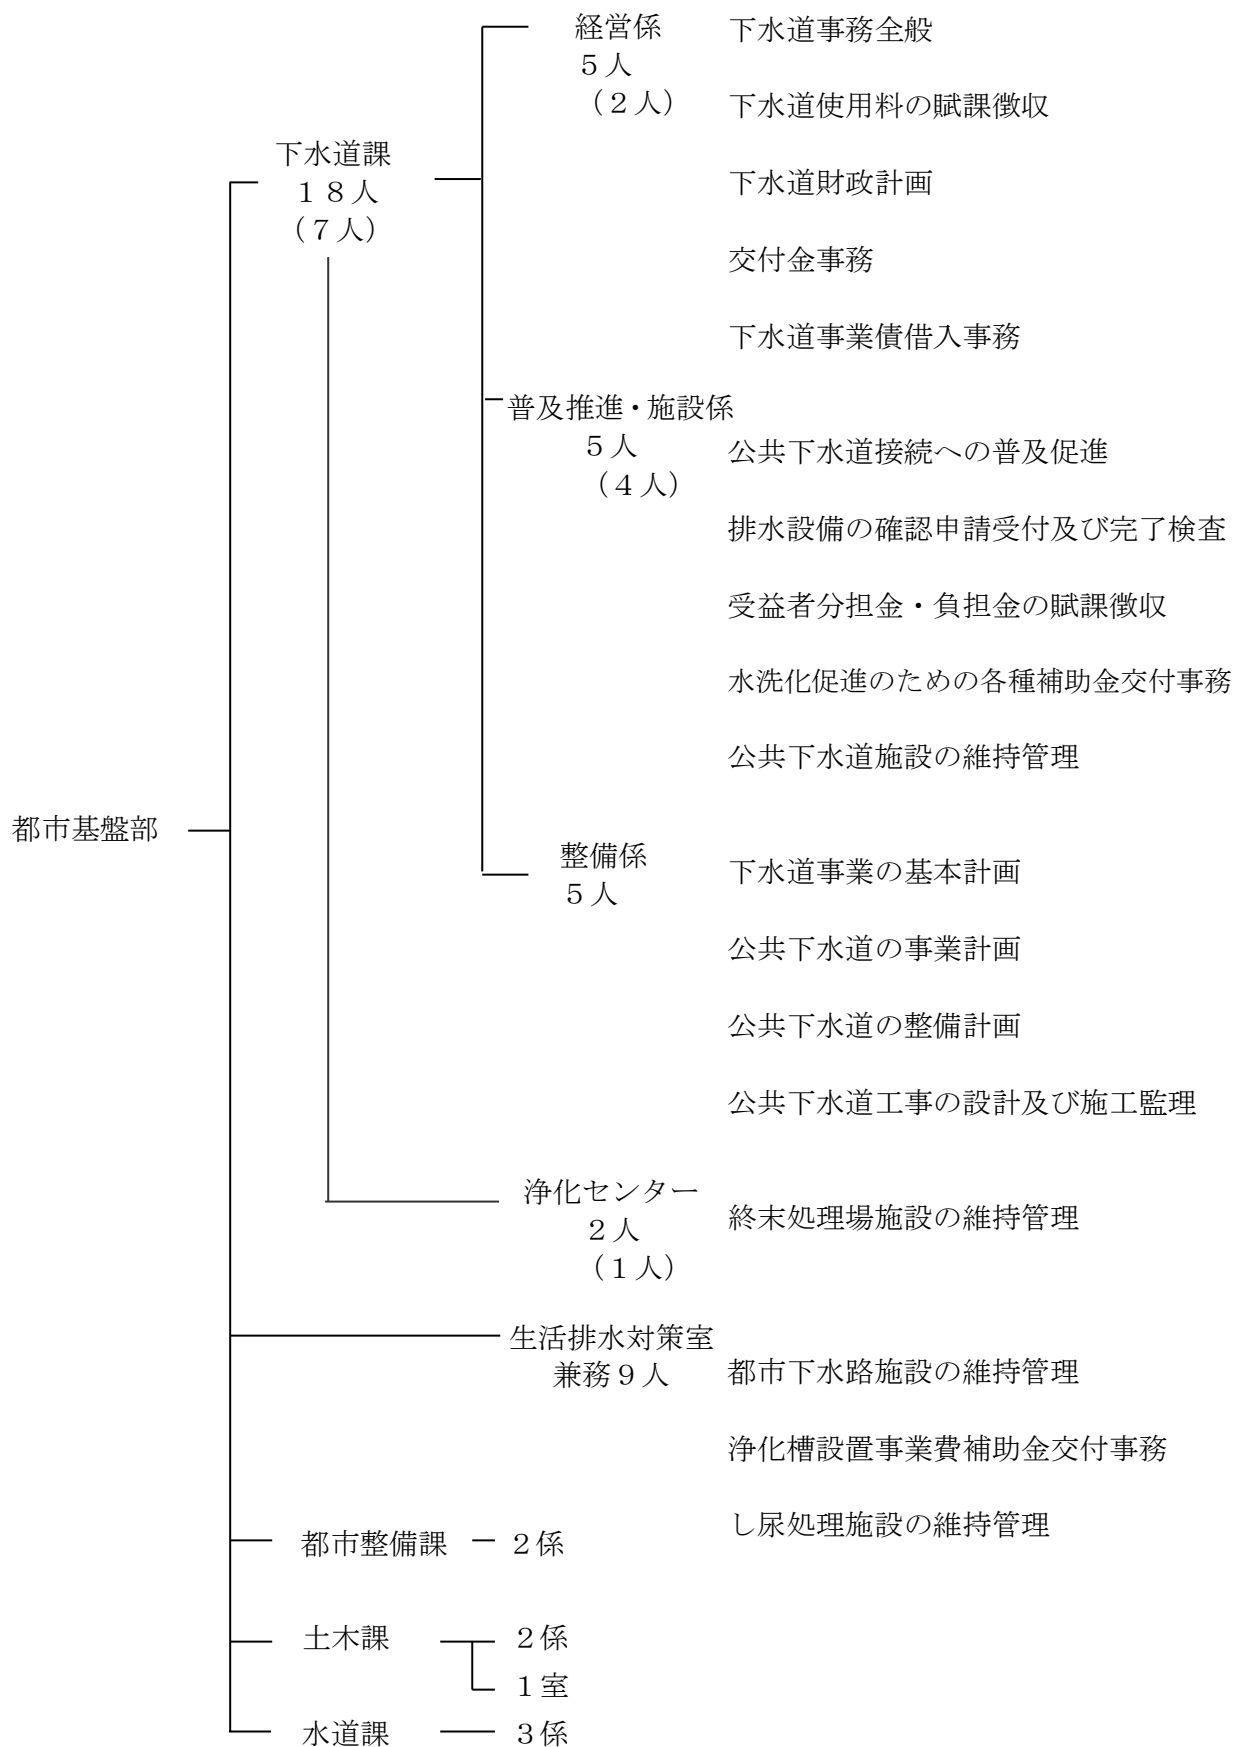 都市基盤部
下水道課
１８人
（７人）
経営係
５人
（２人）
下水道事務全般
下水道使用料の賦課徴収
下水道財政計画
交付金事務
下水道事業債借入事務
普及推進・施設係
５人
（４人）
公共下水道接続への普及促進
排水設備の確認申請受付及び完了検査
受益者分担金・負担金の賦課徴収
水洗化促進のための各種補助金交付事務
公共下水道施設の維持管理
整備係
５人
下水道事業の基本計画
公共下水道の事業計画
公共下水道の整備計画
公共下水道工事の設計及び施工監理
浄化センター
２人
（１人）
終末処理場施設の維持管理
生活排水対策室
兼務９人
都市下水路施設の維持管理
浄化槽設置事業費補助金交付事務
し尿処理施設の維持管理
都市整備課
２係
土木課
２係
１室
水道課
３係